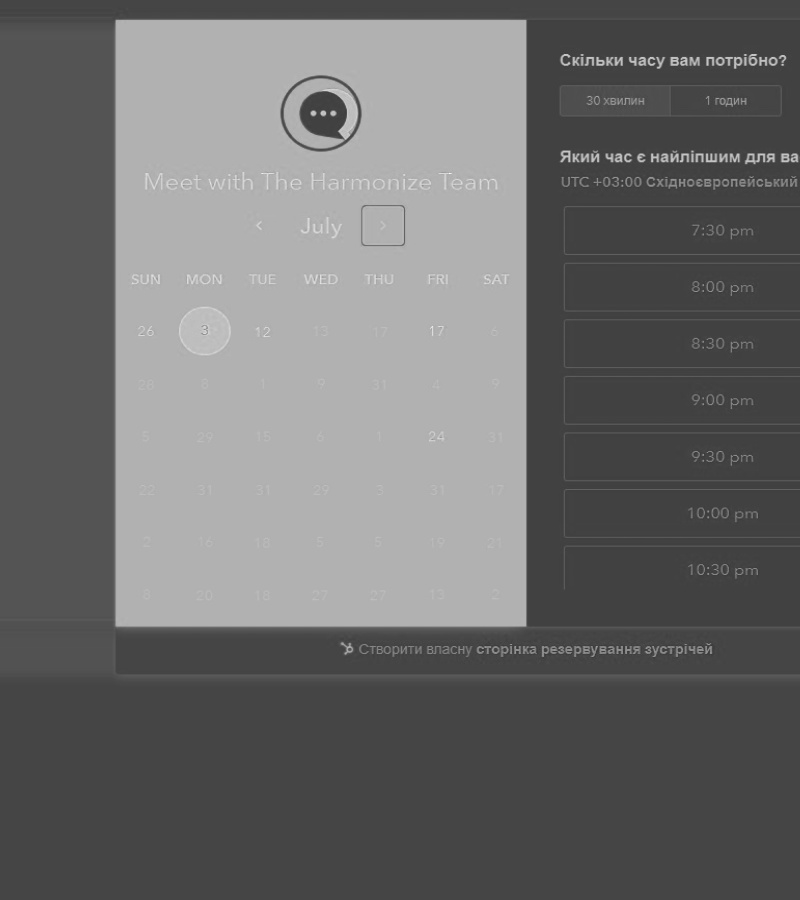 Meet with The Harmonize Team
July
SUN MON TUE WED THU FRI SAT
26 3 12 13 17 17 6
28 8 1 9 31 4 9
5 29 15 6 1 24 31
22 31 31 29 3 31 17
2 16 18 5 5 19 21
8 20 18 27 27 13 2
Скільки часу вам потрібно?
30 хвилин 1 годин
Який час є найліпшим для ва
UTC +03:00 Східноєвропейський
7:30 pm
8:00 pm
8:30 pm
9:00 pm
9:30 pm
10:00 pm
10:30 pm
Створити власну сторінка резервування зустрічей